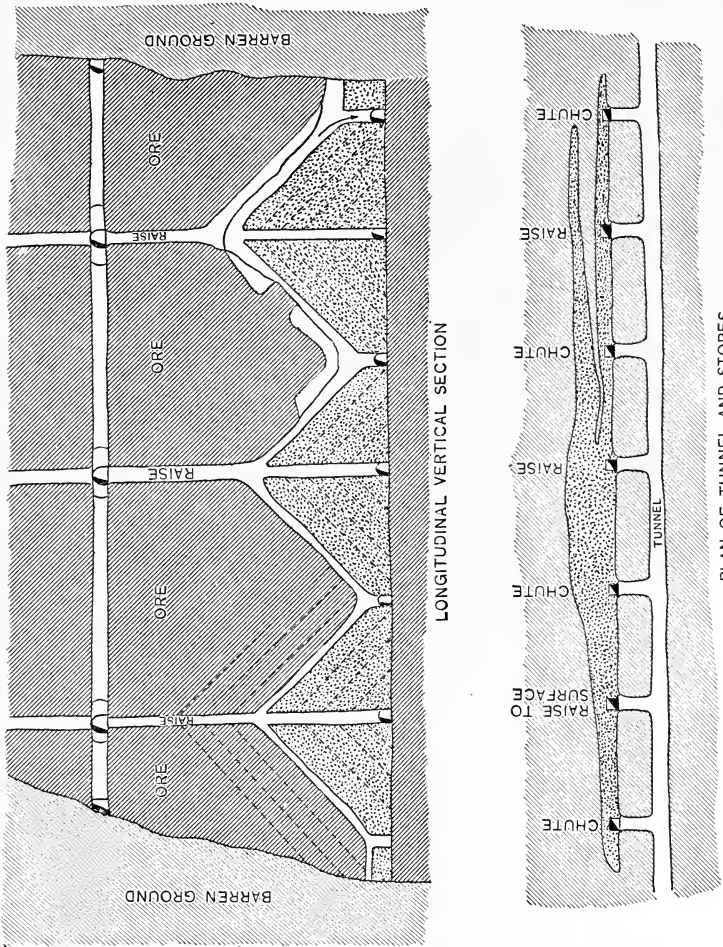 BARREN GROUND
ORE
RAISE
ORE
RAISE
ORE
RAISE
ORE
BARREN GROUND
LONGITUDINAL VERTICAL SECTION
CHUTE
RAISE
CHUTE
RAISE
CHUTE
RAISE TO
SURFACE
CHUTE
TUNNEL
PLAN OF TUNNEL AND STOPES